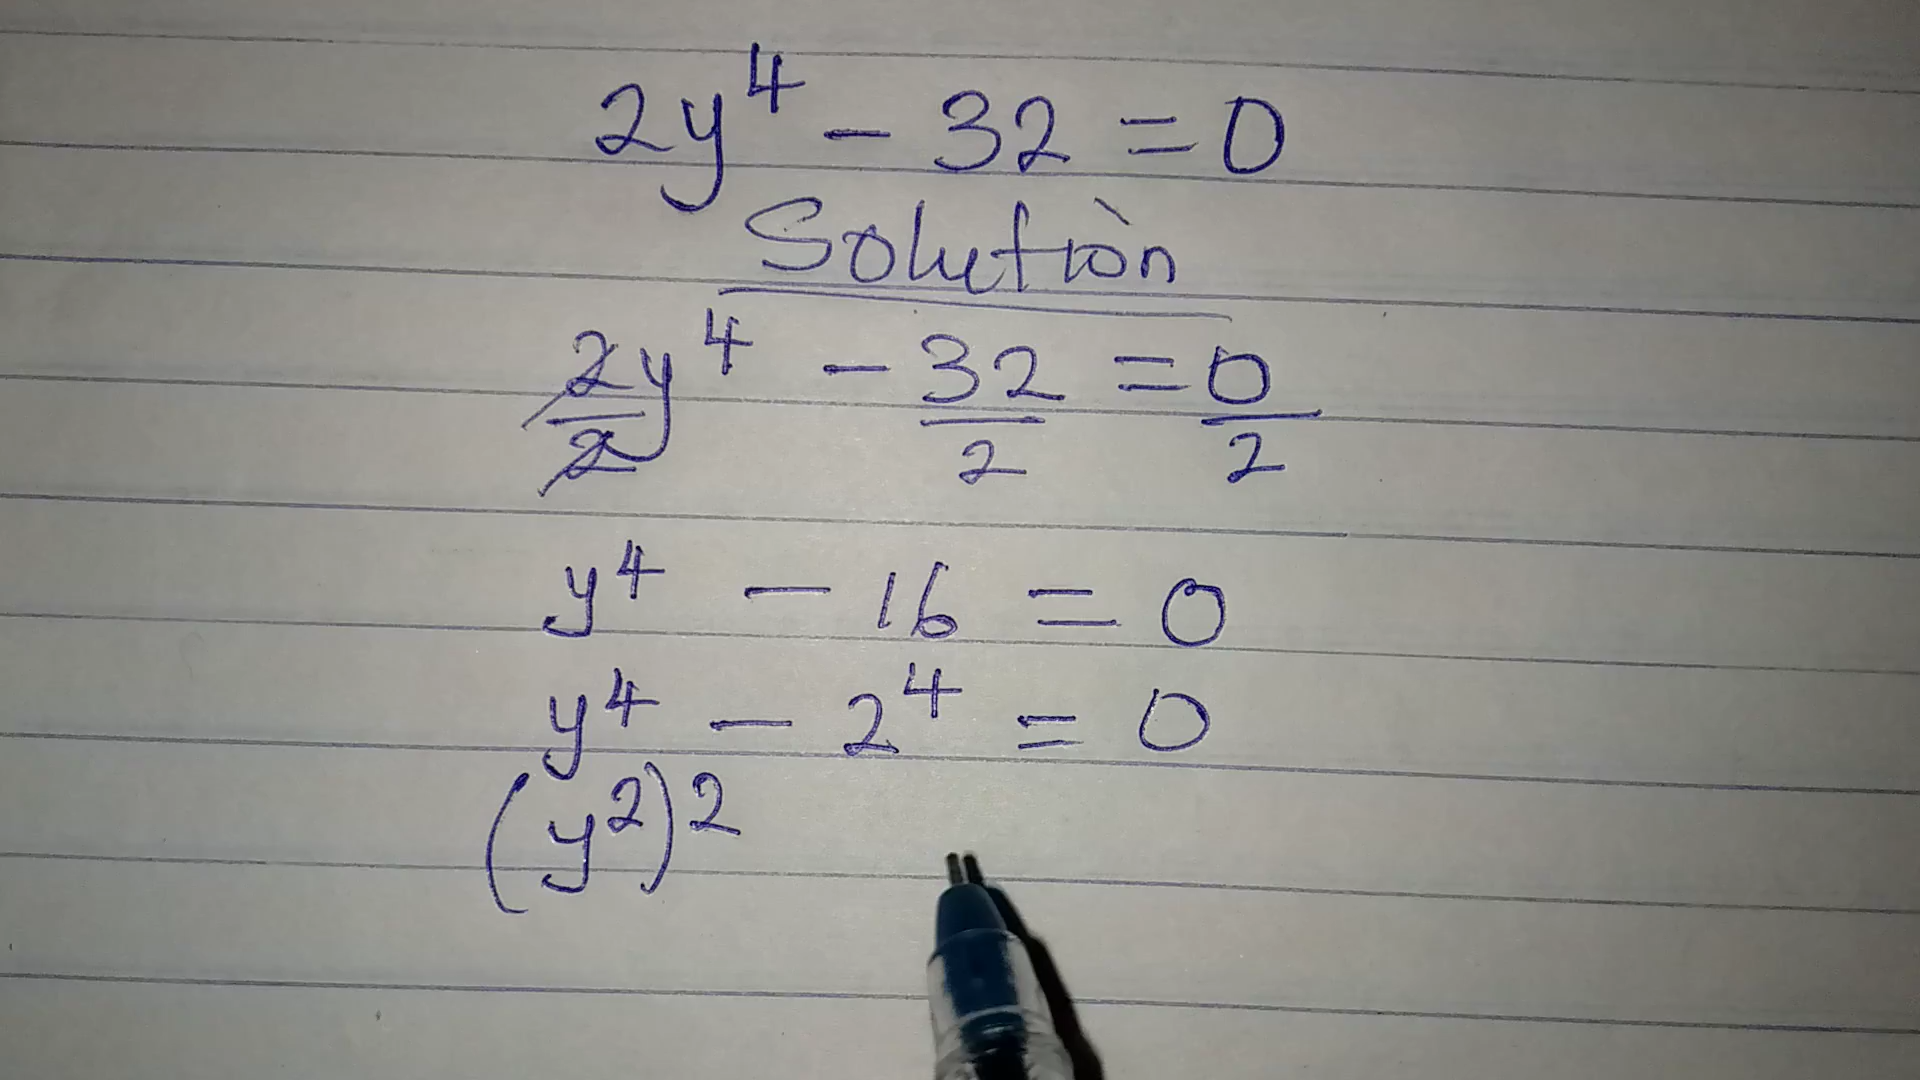 2y⁴ - 32 = 0
Solution
2y⁴/2 - 32/2 = 0/2
y⁴ - 16 = 0
y⁴ - 2⁴ = 0
(y²)²